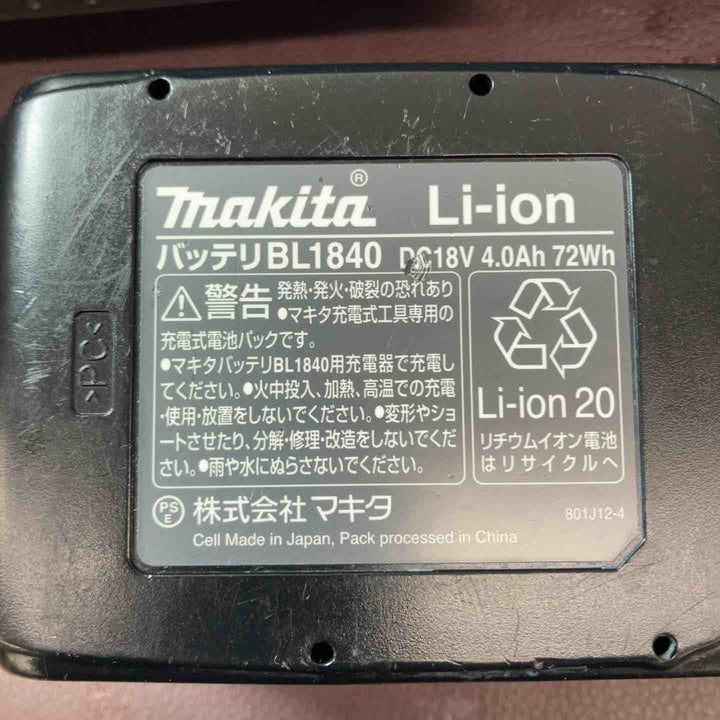 >PC<
makita® Li-ion
バッテリBL1840 DC18V 4.0Ah 72Wh
警告 発熱・発火・破裂の恐れあり
●マキタ充電式工具専用の
充電式電池パックです。
●マキタバッテリBL1840用充電器で充電し
てください。●火中投入、加熱、高温での充電
・使用・放置をしないでください。●変形やショ
ートさせたり、分解・修理・改造をしないでくだ
さい。●雨や水にぬらさないでください。
Li-ion 20
リチウムイオン電池
はリサイクルへ
PS
E
株式会社マキタ
801J12-4
Cell Made in Japan, Pack processed in China